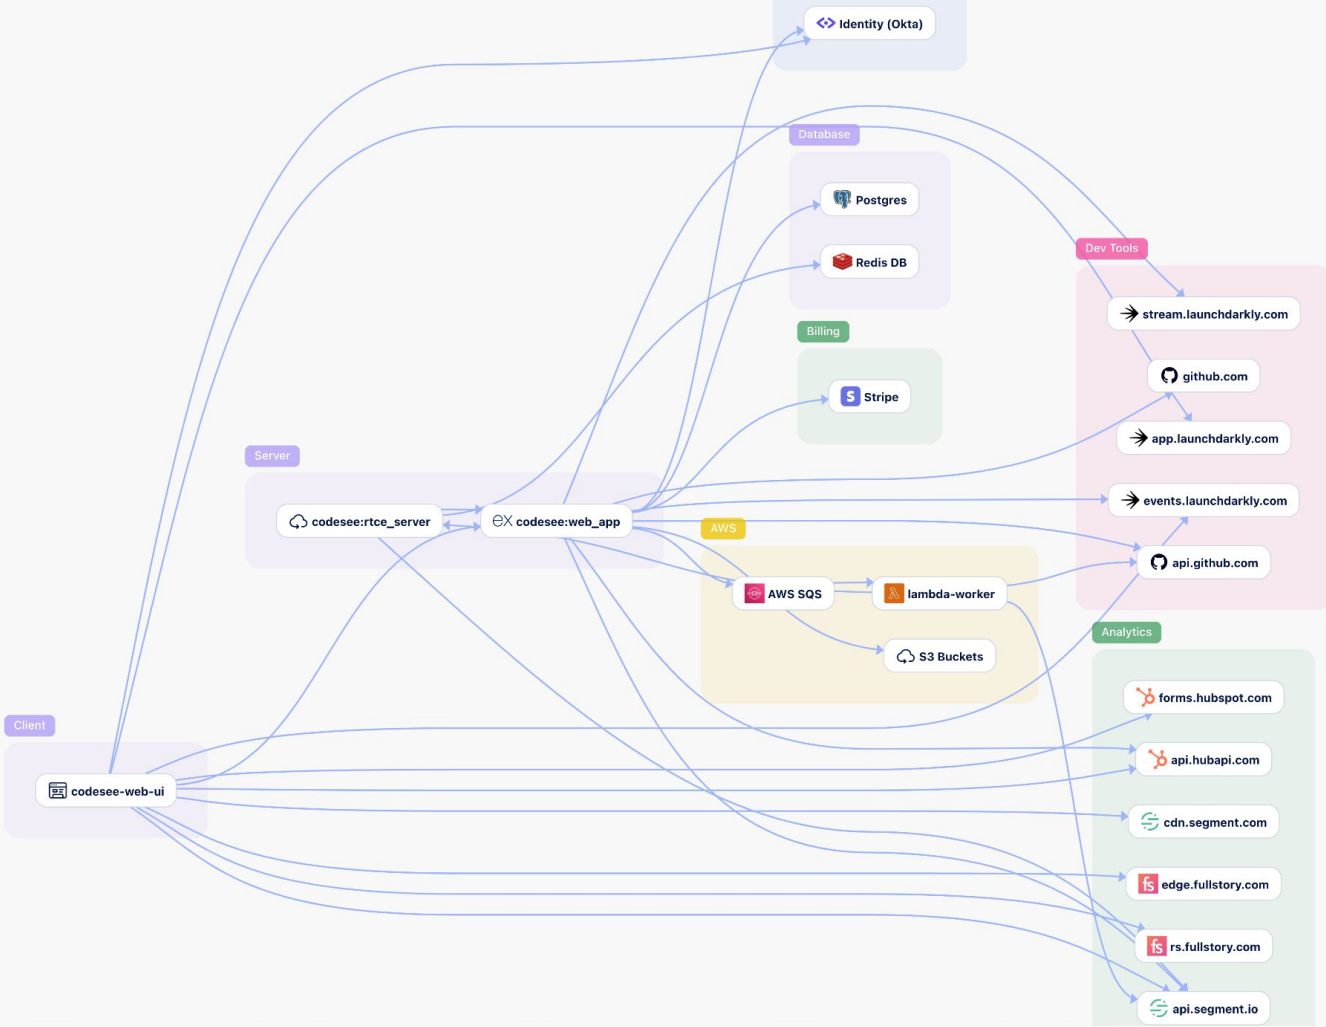 Identity (Okta)
Database
Postgres
Redis DB
Billing
Stripe
Dev Tools
stream.launchdarkly.com
github.com
app.launchdarkly.com
events.launchdarkly.com
api.github.com
Server
codesee:rtce_server
ex codesee:web_app
AWS
AWS SQS
lambda-worker
S3 Buckets
Analytics
forms.hubspot.com
api.hubapi.com
cdn.segment.com
fs edge.fullstory.com
fs rs.fullstory.com
api.segment.io
Client
codesee-web-ui